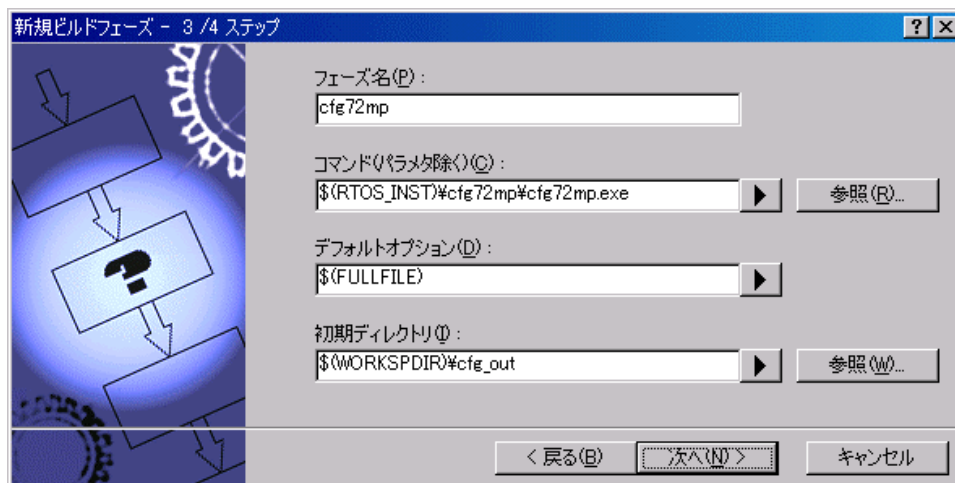 新規ビルドフェーズ - 3 /4 ステップ
フェーズ名(P) :
cfg72mp
コマンド(パラメタ除く)(C) :
$(RTOS_INST)¥cfg72mp¥cfg72mp.exe
参照(R)...
デフォルトオプション(D) :
$(FULLFILE)
初期ディレクトリ(I) :
$(WORKSPDIR)¥cfg_out
参照(W)...
< 戻る(B)
次へ(N) >
キャンセル